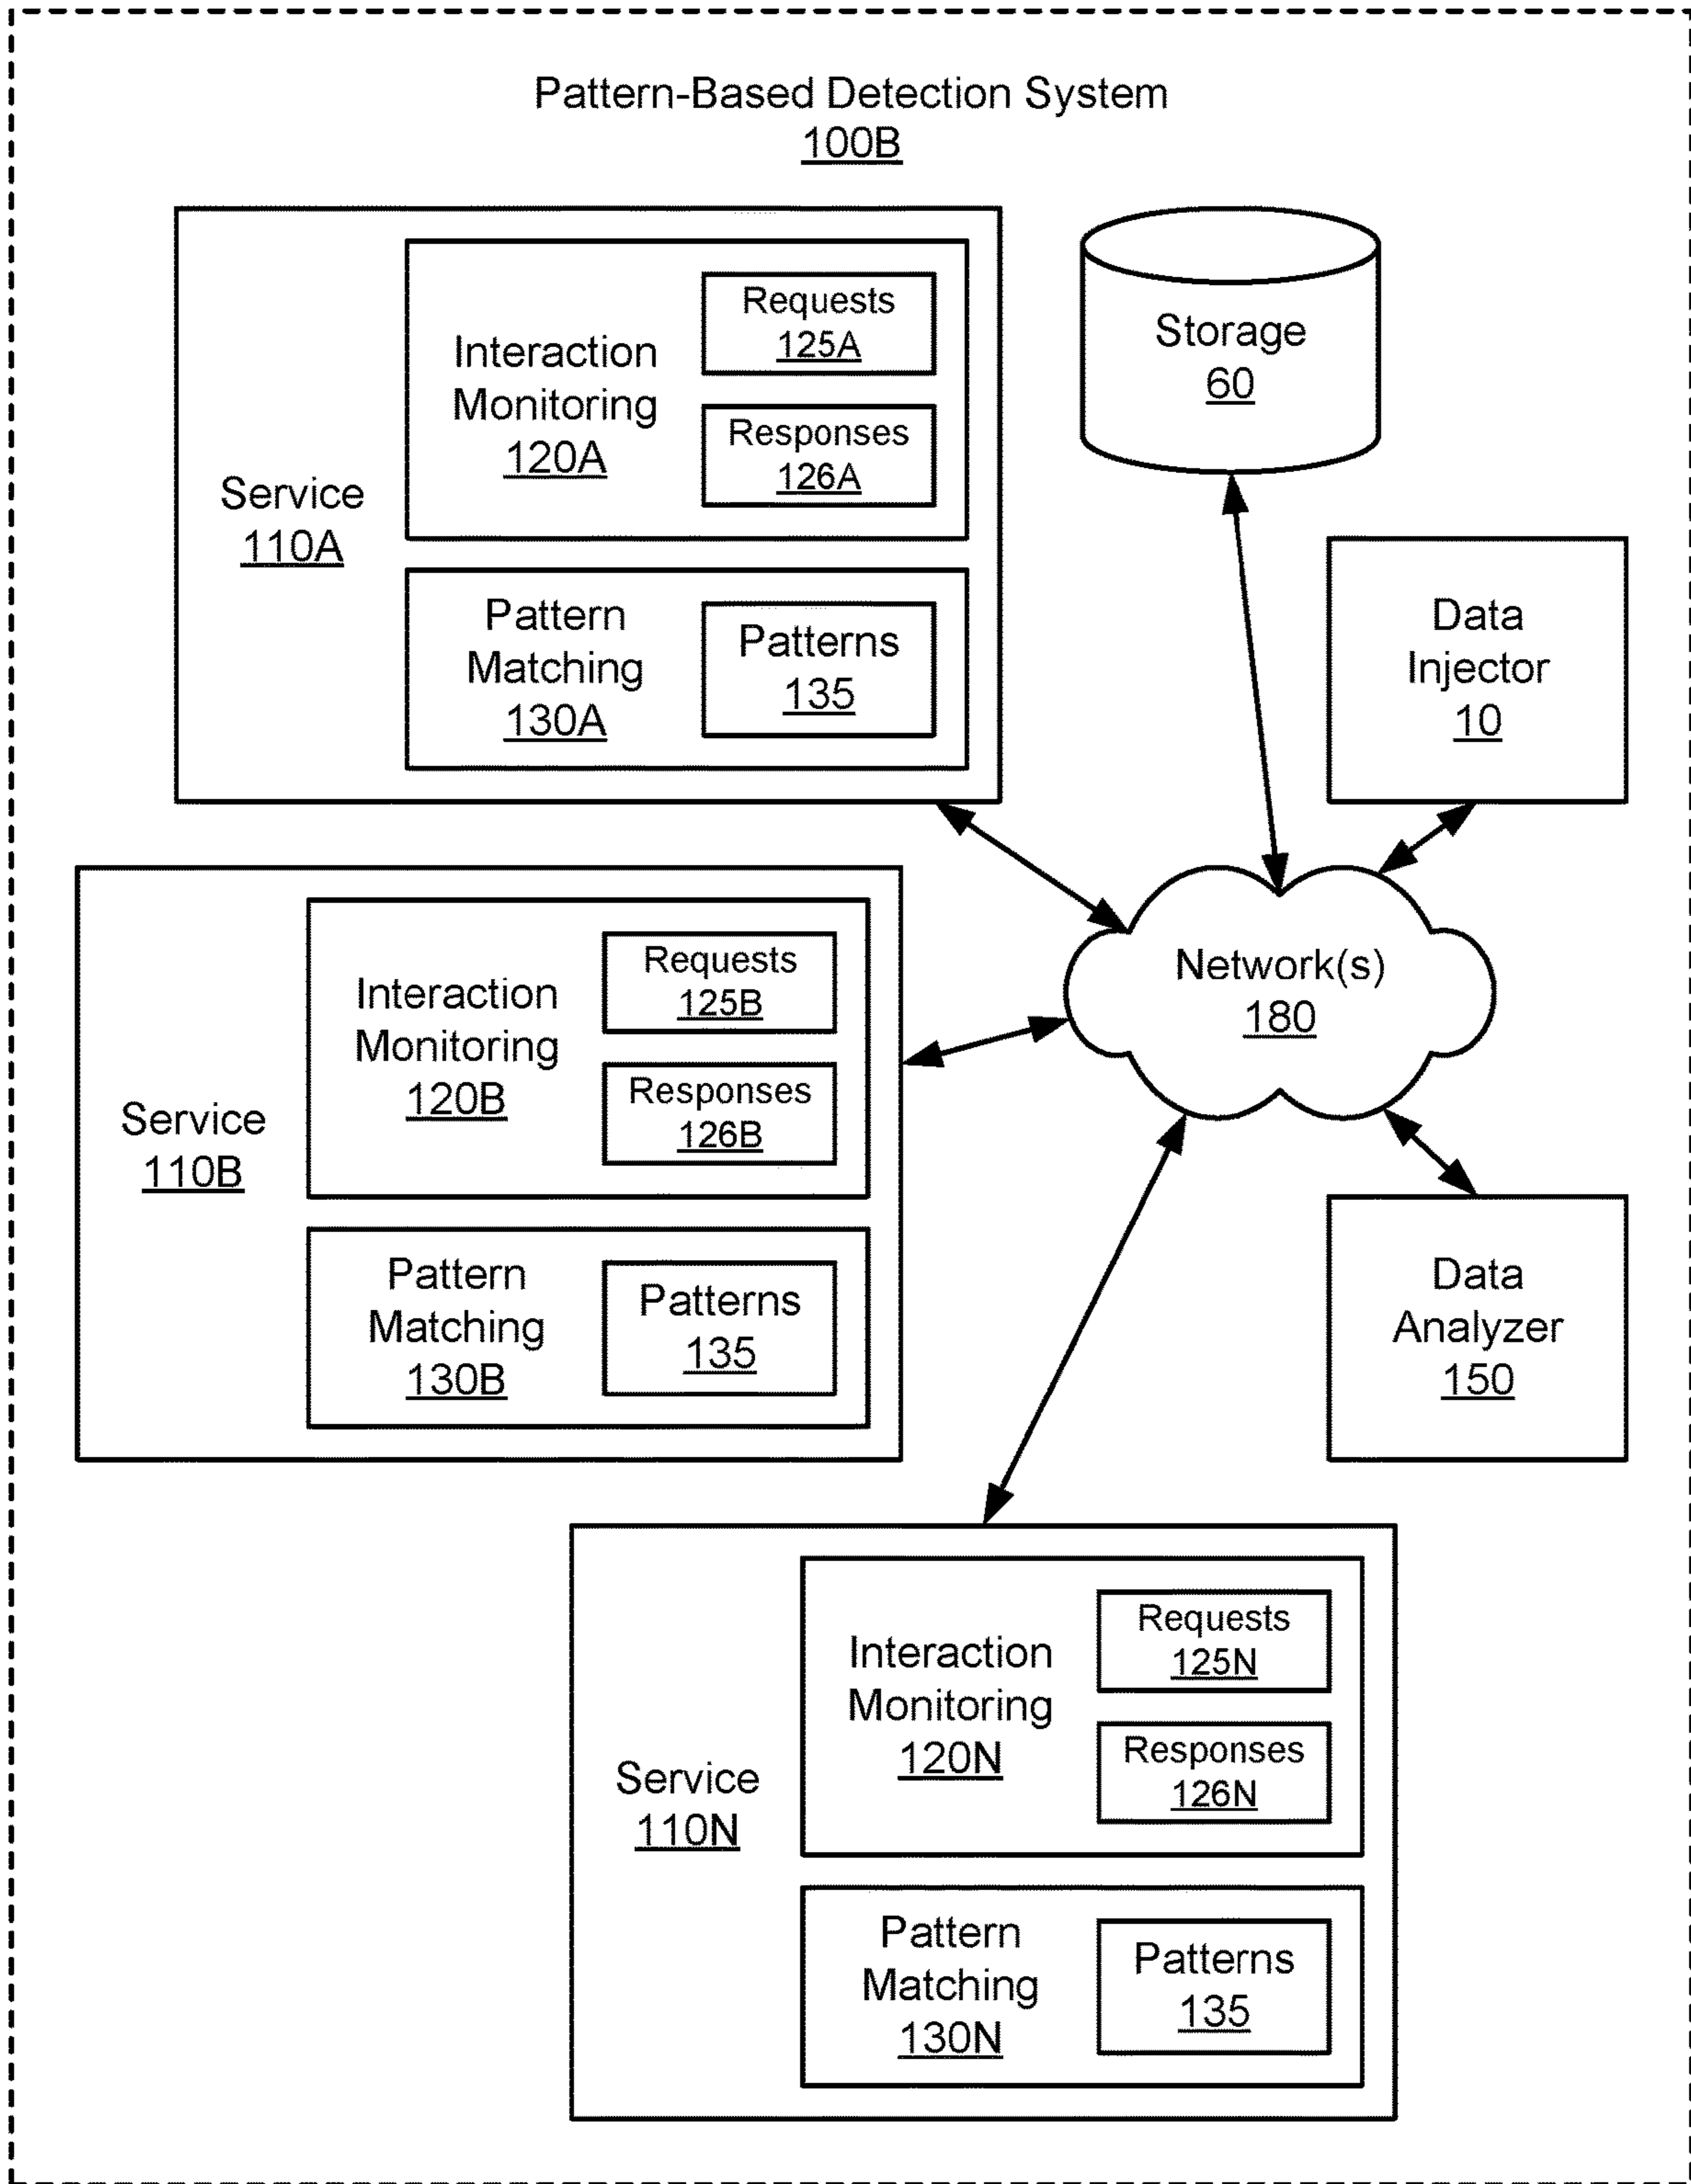 Pattern-Based Detection System
100B
Service
110A
Interaction
Monitoring
120A
Requests
125A
Responses
126A
Pattern
Matching
130A
Patterns
135
Storage
60
Data
Injector
10
Service
110B
Interaction
Monitoring
120B
Requests
125B
Responses
126B
Pattern
Matching
130B
Patterns
135
Network(s)
180
Data
Analyzer
150
Service
110N
Interaction
Monitoring
120N
Requests
125N
Responses
126N
Pattern
Matching
130N
Patterns
135